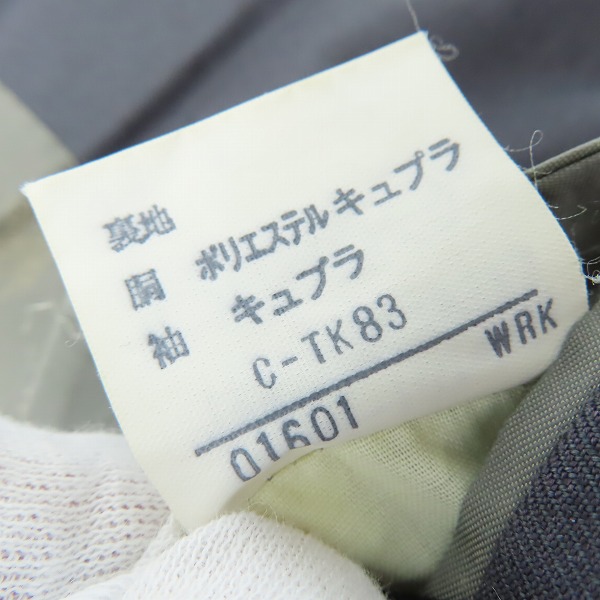 裏地
胴 ポリエステル キュプラ
袖 キュプラ
C-TK83
WRK
01601